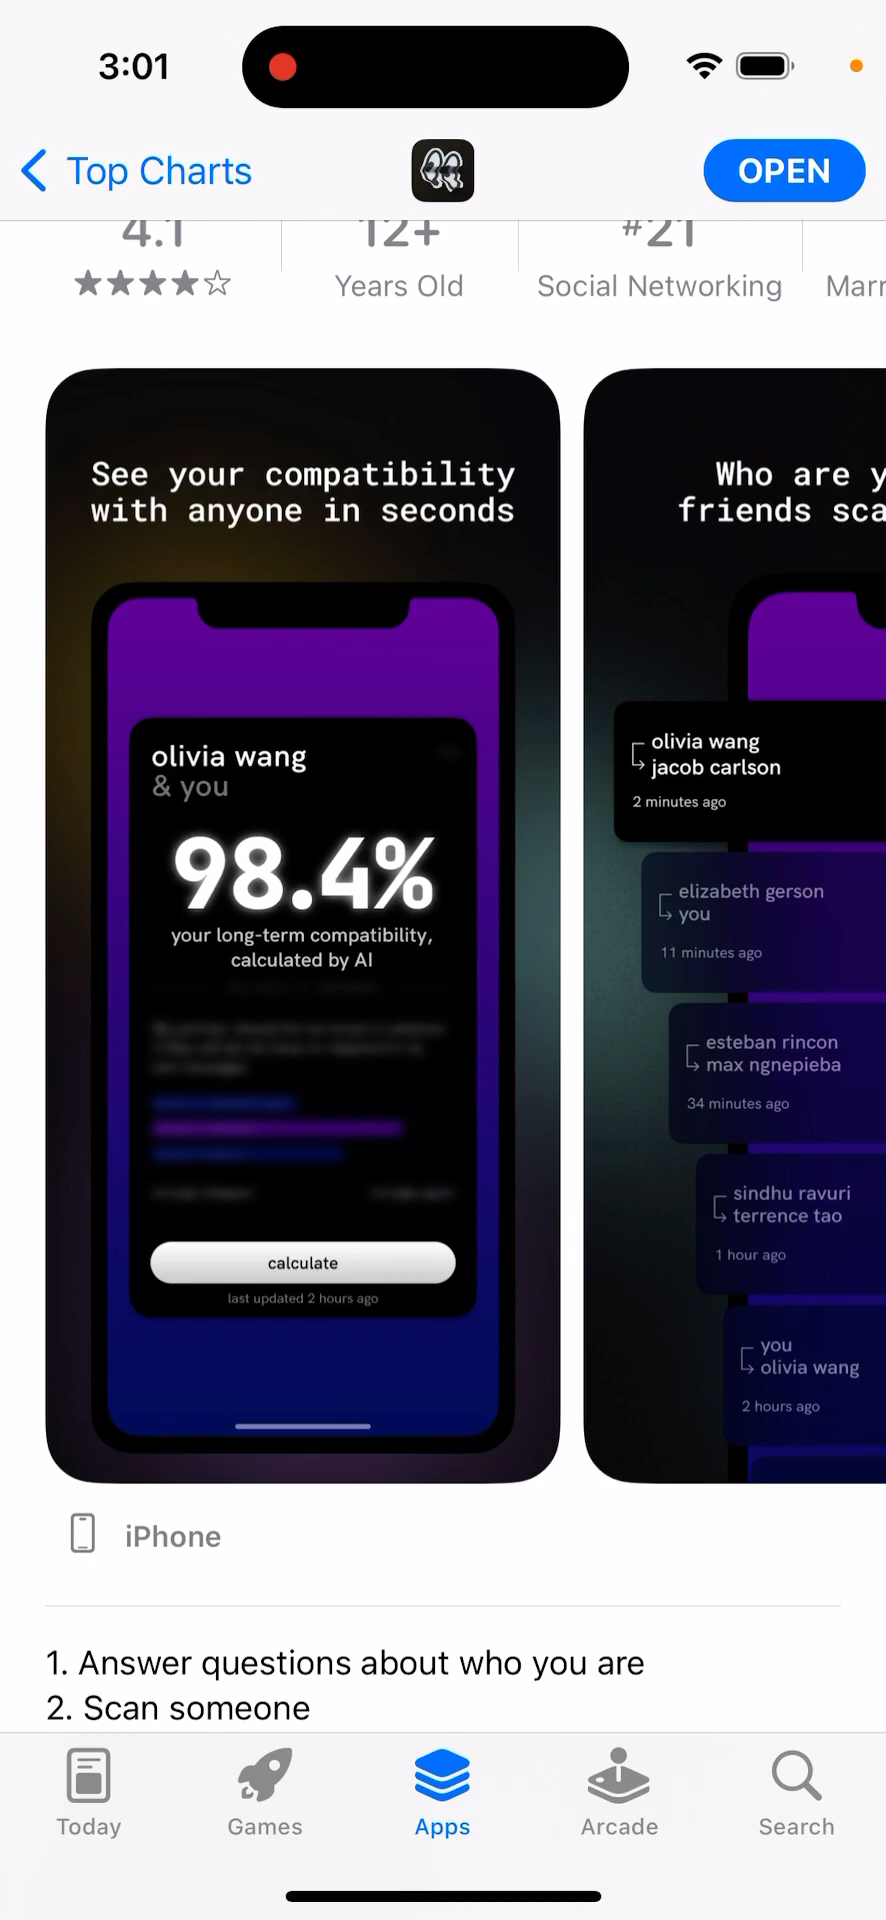 3:01
Top Charts
OPEN
4.1
12+
#21
★★★★☆
Years Old
Social Networking
See your compatibility
with anyone in seconds
olivia wang
& you
98.4%
your long-term compatibility,
calculated by AI
calculate
last updated 2 hours ago
Who are
friends
olivia wang
jacob carlson
2 minutes ago
elizabeth gerson
you
11 minutes ago
esteban rincon
max ngnepieba
34 minutes ago
sindhu ravuri
terrence tao
1 hour ago
you
olivia wang
2 hours ago
iPhone
1. Answer questions about who you are
2. Scan someone
Today
Games
Apps
Arcade
Search